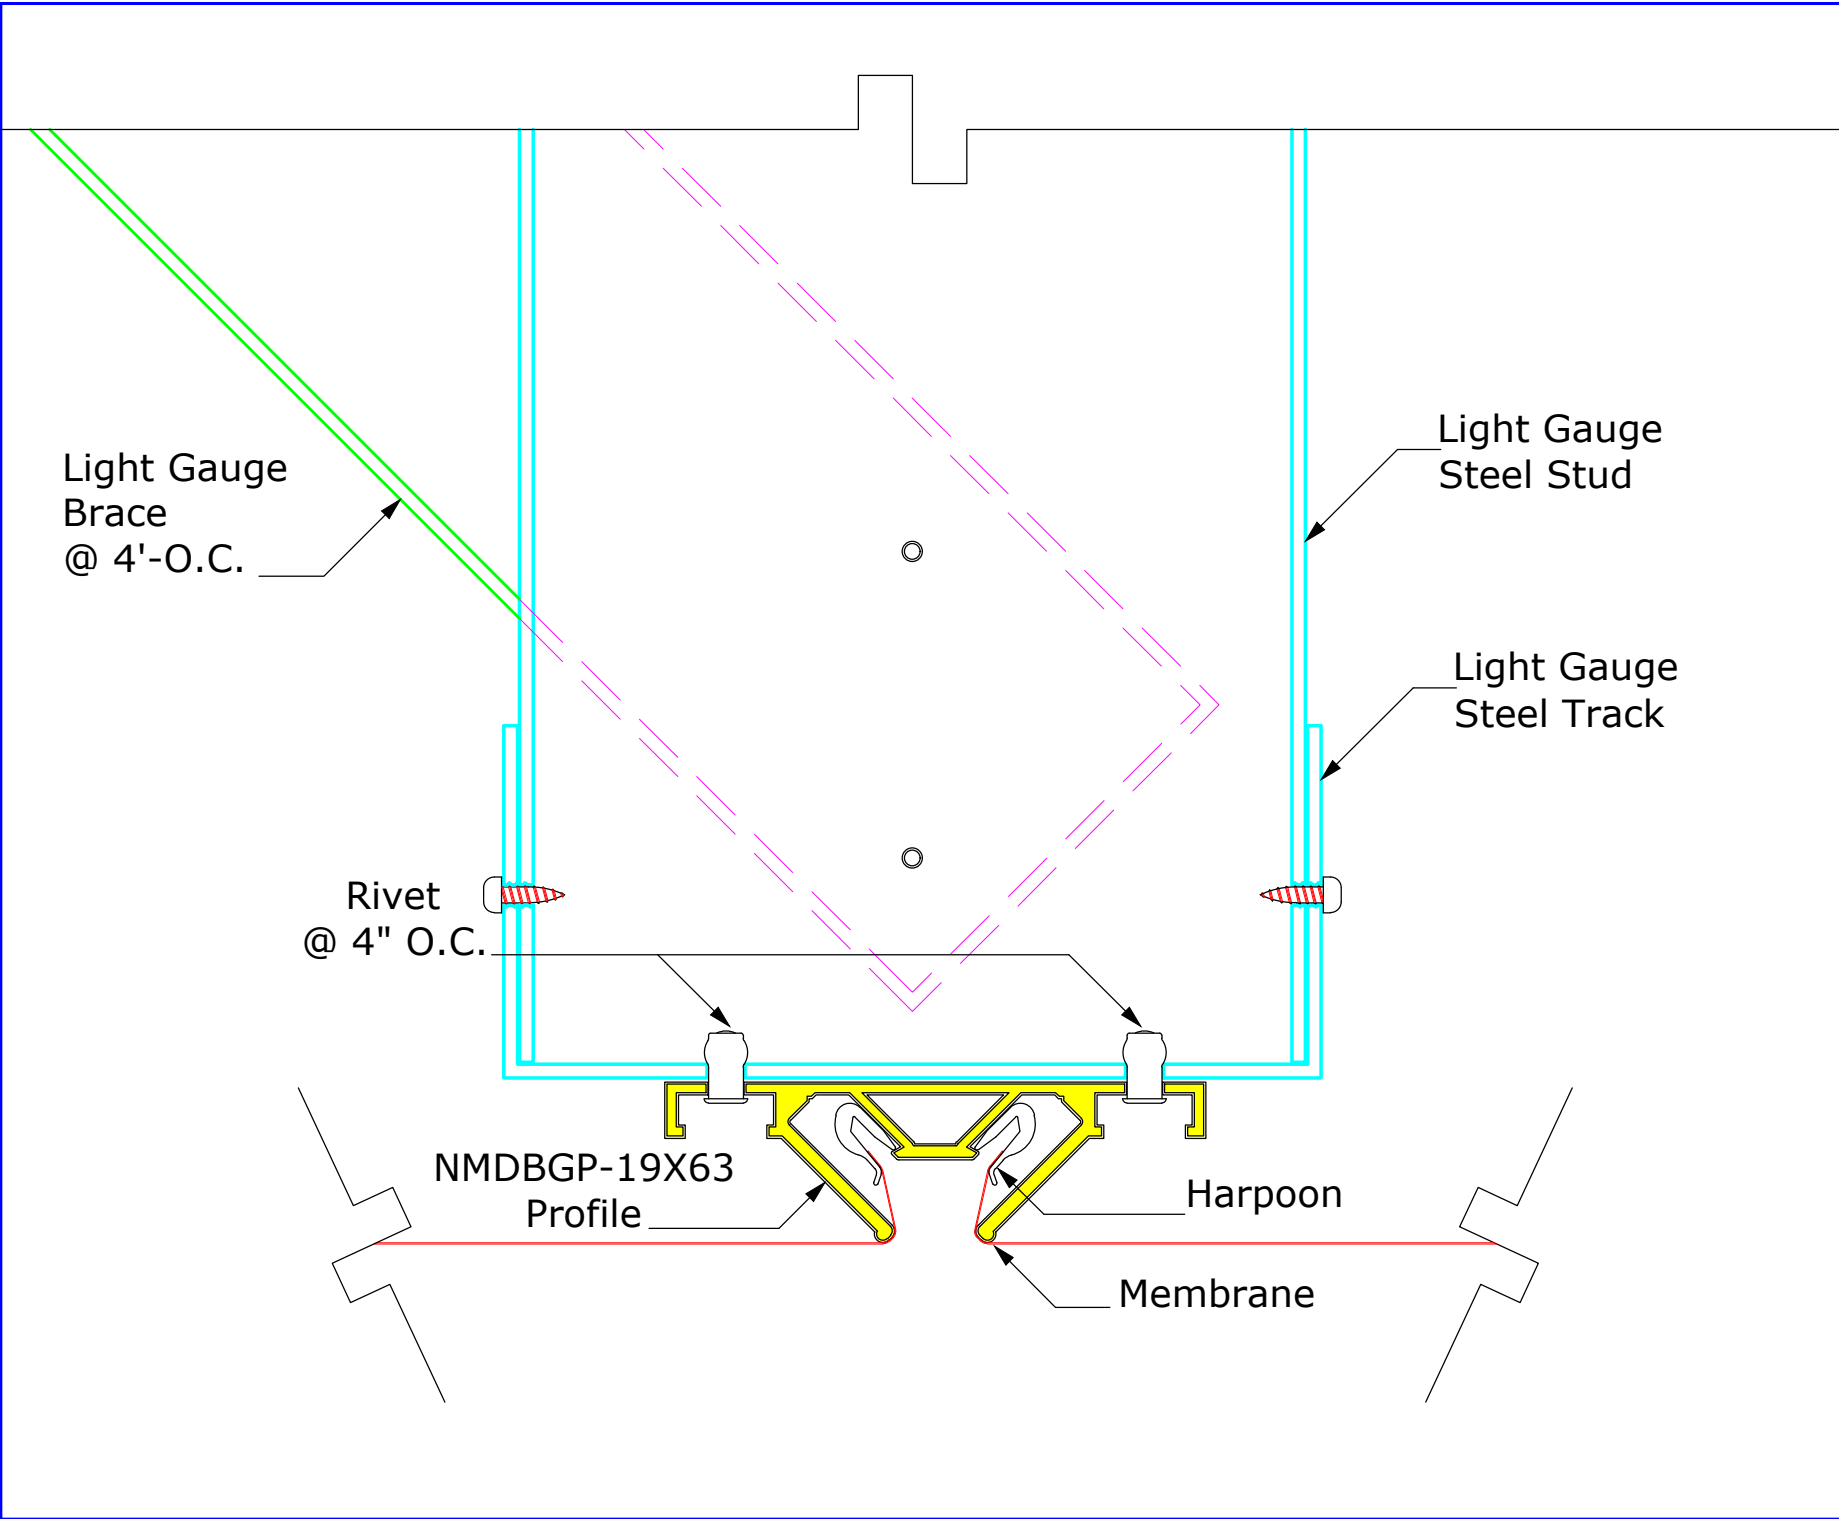 Light Gauge
Steel Stud
Light Gauge
Brace
@ 4'-O.C.
Light Gauge
Steel Track
Rivet
@ 4" O.C.
NMDBGP-19X63
Profile
Harpoon
Membrane